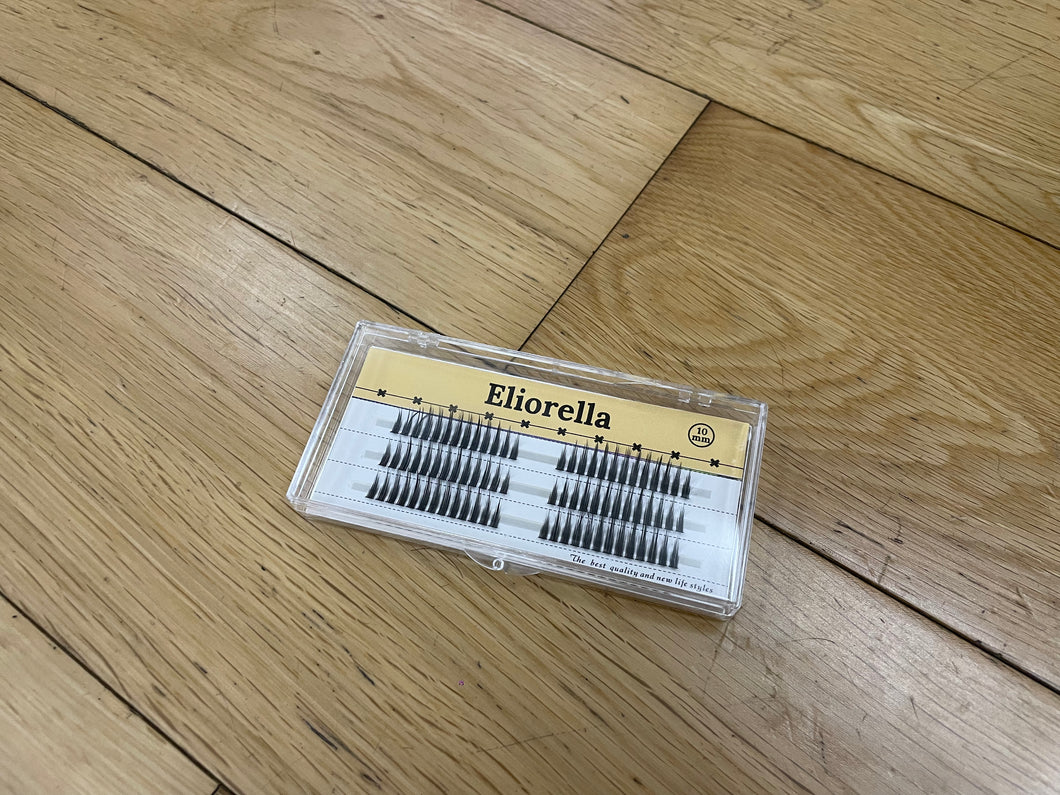 Eliorella
10
mm
The best quality and new life styles